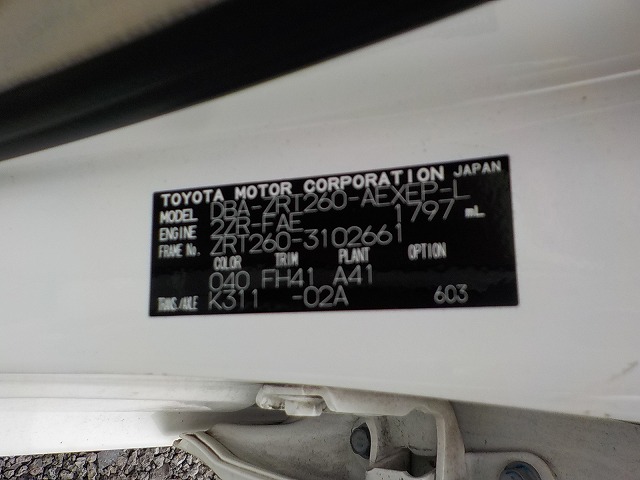 TOYOTA MOTOR CORPORATION JAPAN
MODEL DBA-ZRT260-AEXEP-L
ENGINE 2ZR-FAE 1797 mL
FRAME No. ZRT260-3102661
COLOR TRIM PLANT OPTION
040 FH41 A41
TRANS/AXLE K311 -02A 603